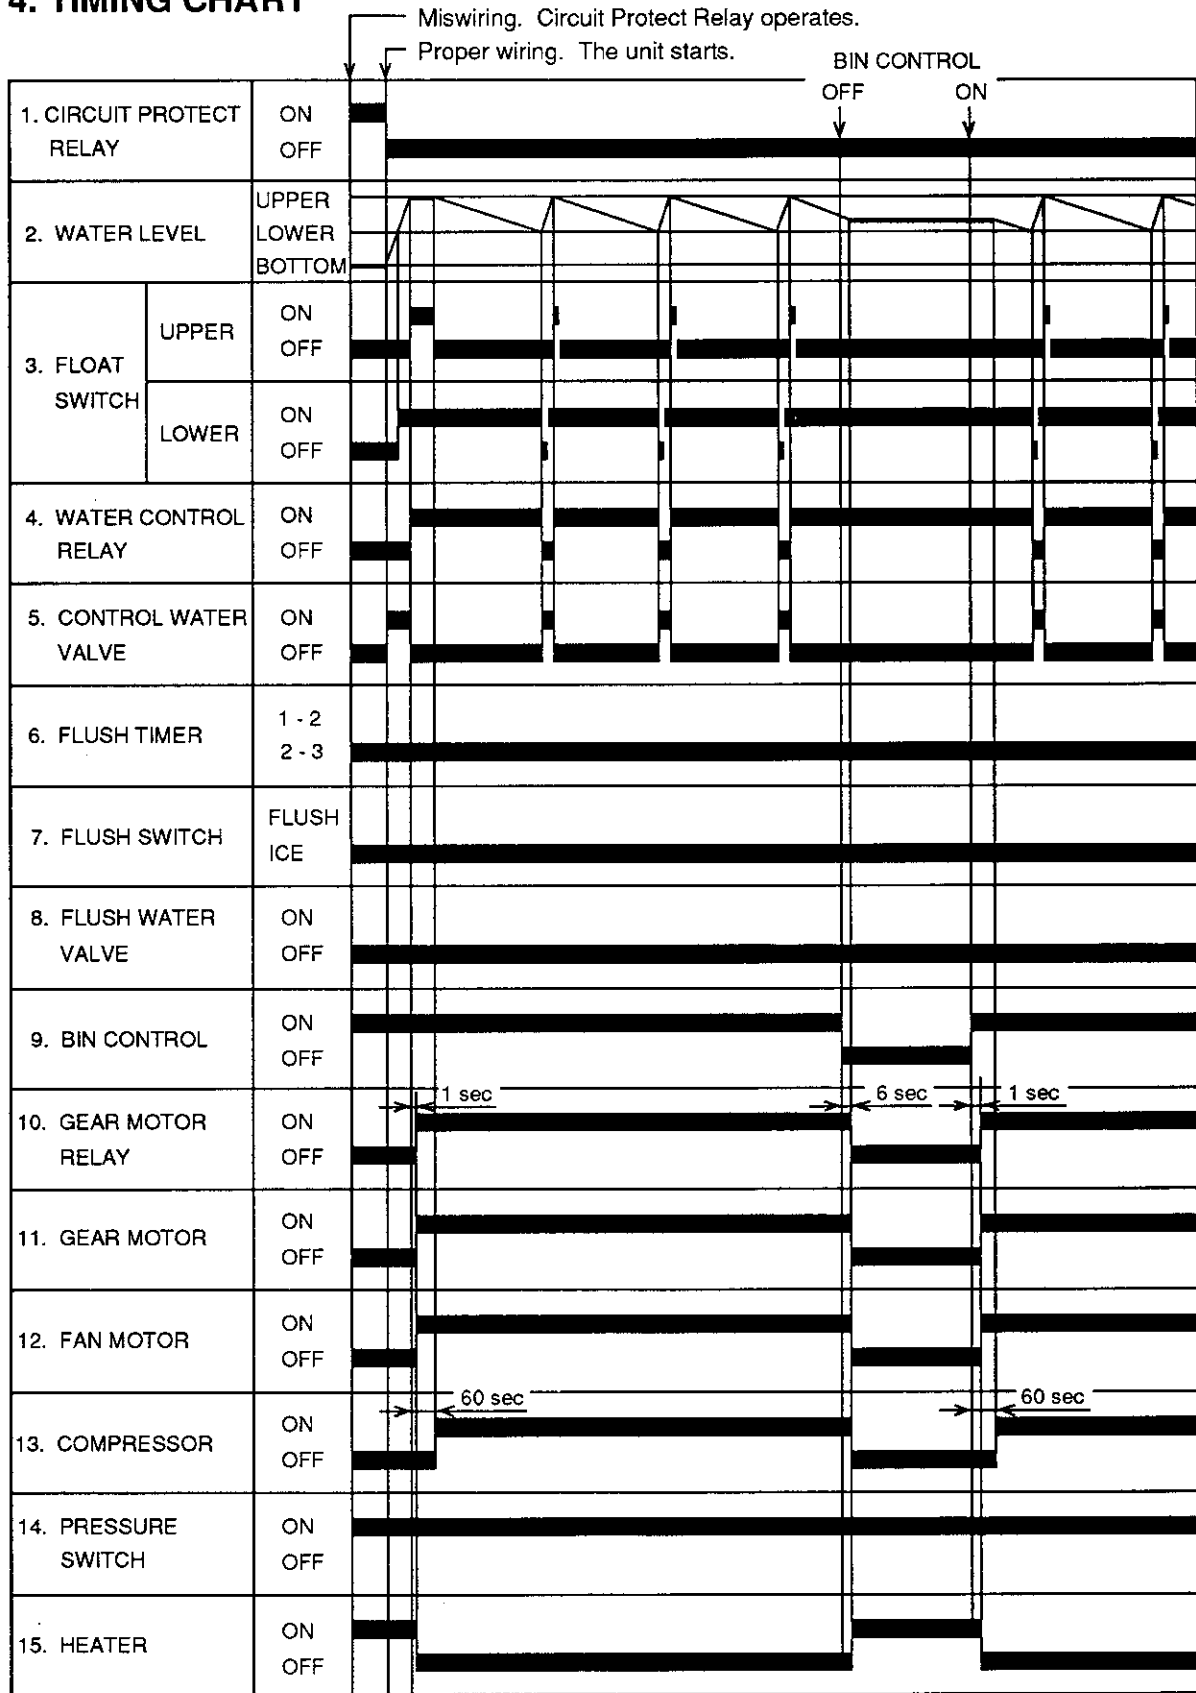 4. TIMING CHART
Miswiring. Circuit Protect Relay operates.
Proper wiring. The unit starts.
BIN CONTROL
OFF ON
1. CIRCUIT PROTECT RELAY
ON
OFF
2. WATER LEVEL
UPPER
LOWER
BOTTOM
3. FLOAT SWITCH
UPPER
ON
OFF
LOWER
ON
OFF
4. WATER CONTROL RELAY
ON
OFF
5. CONTROL WATER VALVE
ON
OFF
6. FLUSH TIMER
1 - 2
2 - 3
7. FLUSH SWITCH
FLUSH
ICE
8. FLUSH WATER VALVE
ON
OFF
9. BIN CONTROL
ON
OFF
10. GEAR MOTOR RELAY
ON
OFF
1 sec
6 sec
1 sec
11. GEAR MOTOR
ON
OFF
12. FAN MOTOR
ON
OFF
13. COMPRESSOR
ON
OFF
60 sec
60 sec
14. PRESSURE SWITCH
ON
OFF
15. HEATER
ON
OFF